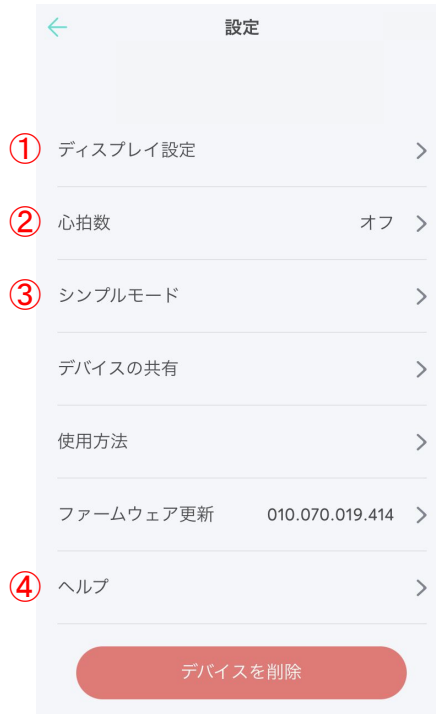 設定
① ディスプレイ設定
② 心拍数 オフ
③ シンプルモード
デバイスの共有
使用方法
ファームウェア更新 010.070.019.414
④ ヘルプ
デバイスを削除